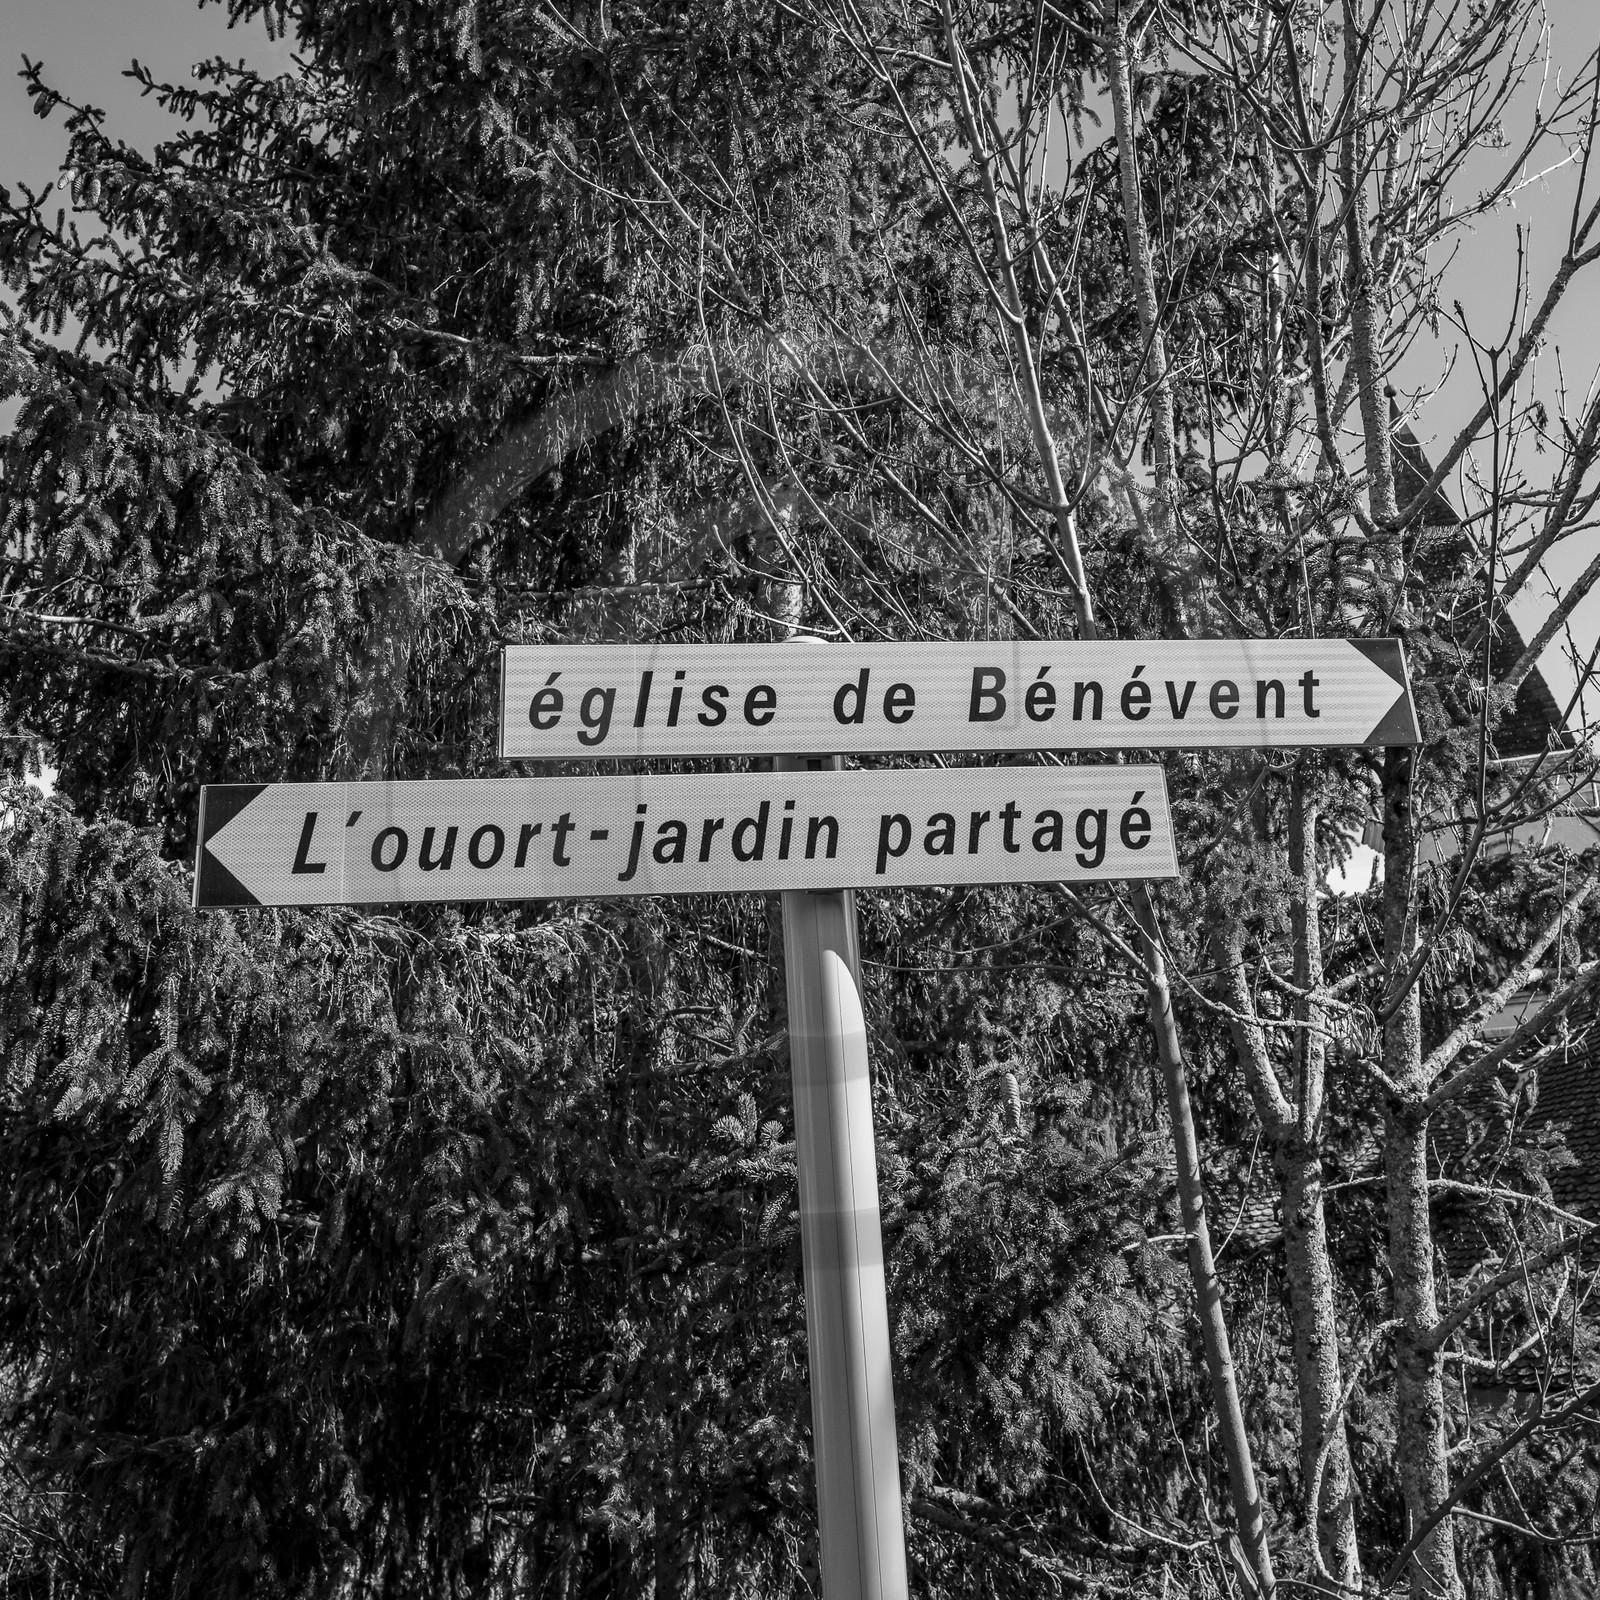 église de Bénévent
L'ouort-jardin partagé